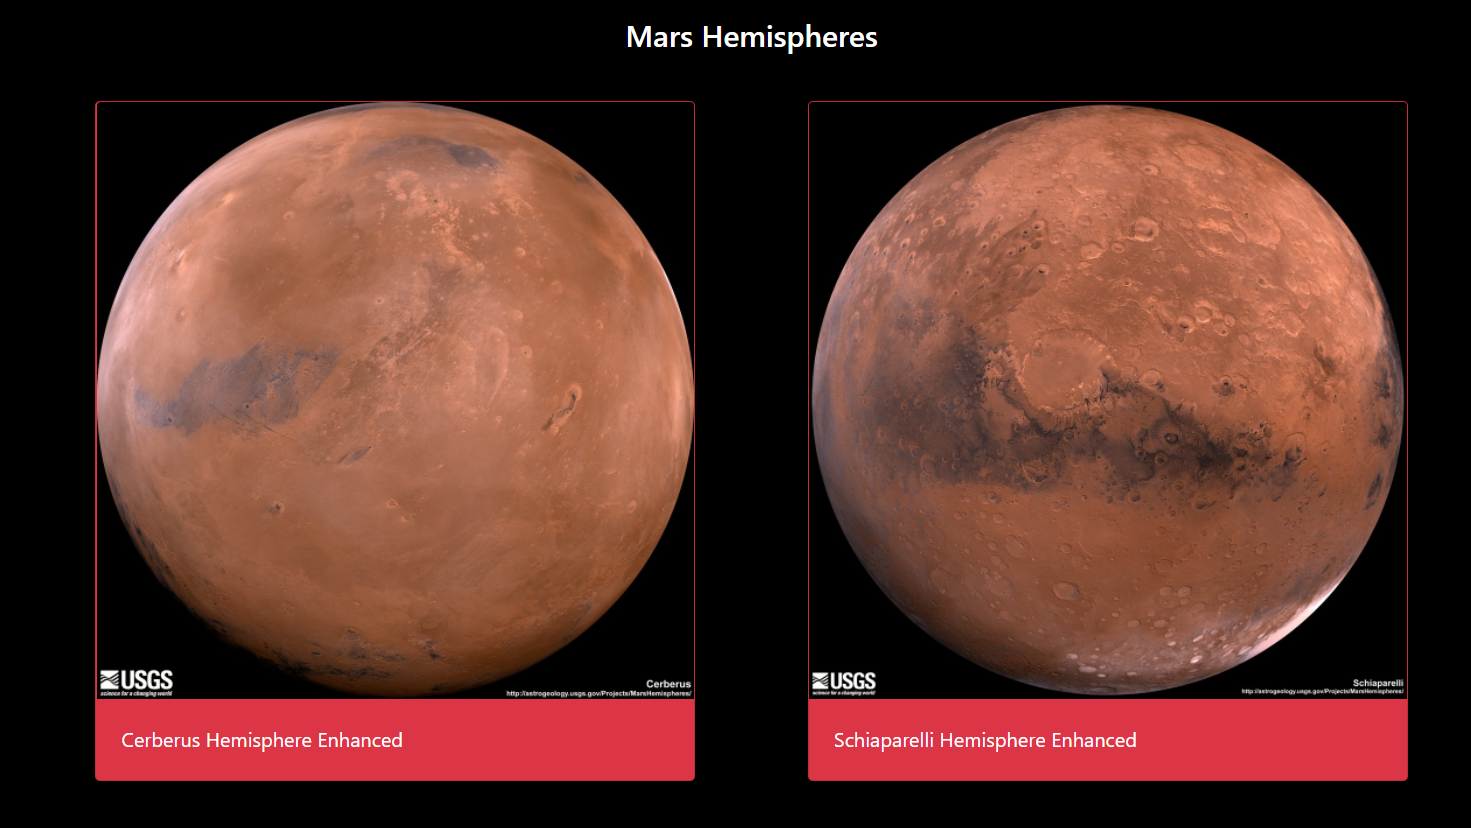 Mars Hemispheres
USGS
science for a changing world
Cerberus
http://astrogeology.usgs.gov/Projects/MarsHemispheres/
Cerberus Hemisphere Enhanced
USGS
science for a changing world
Schiaparelli
http://astrogeology.usgs.gov/Projects/MarsHemispheres/
Schiaparelli Hemisphere Enhanced